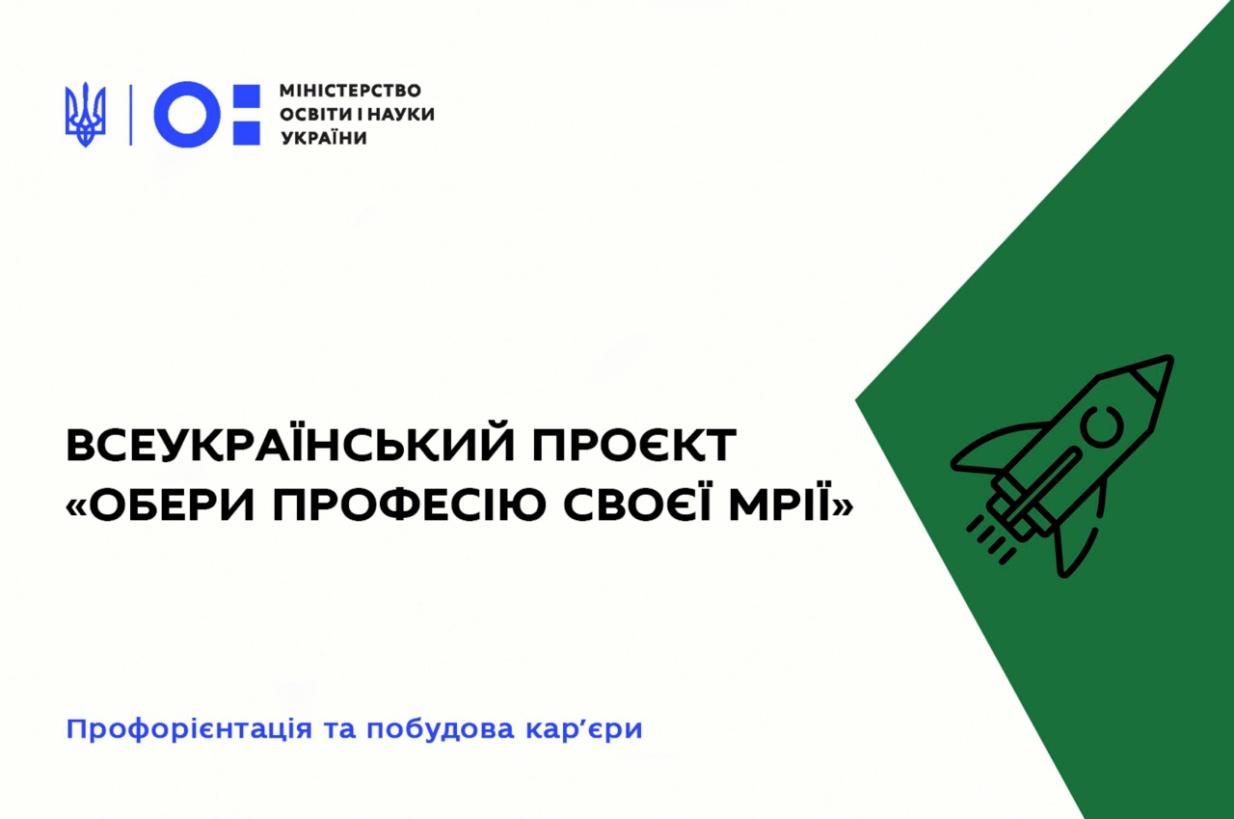 МІНІСТЕРСТВО
ОСВІТИ І НАУКИ
УКРАЇНИ
ВСЕУКРАЇНСЬКИЙ ПРОЄКТ
«ОБЕРИ ПРОФЕСІЮ СВОЄЇ МРІЇ»
Профорієнтація та побудова кар’єри